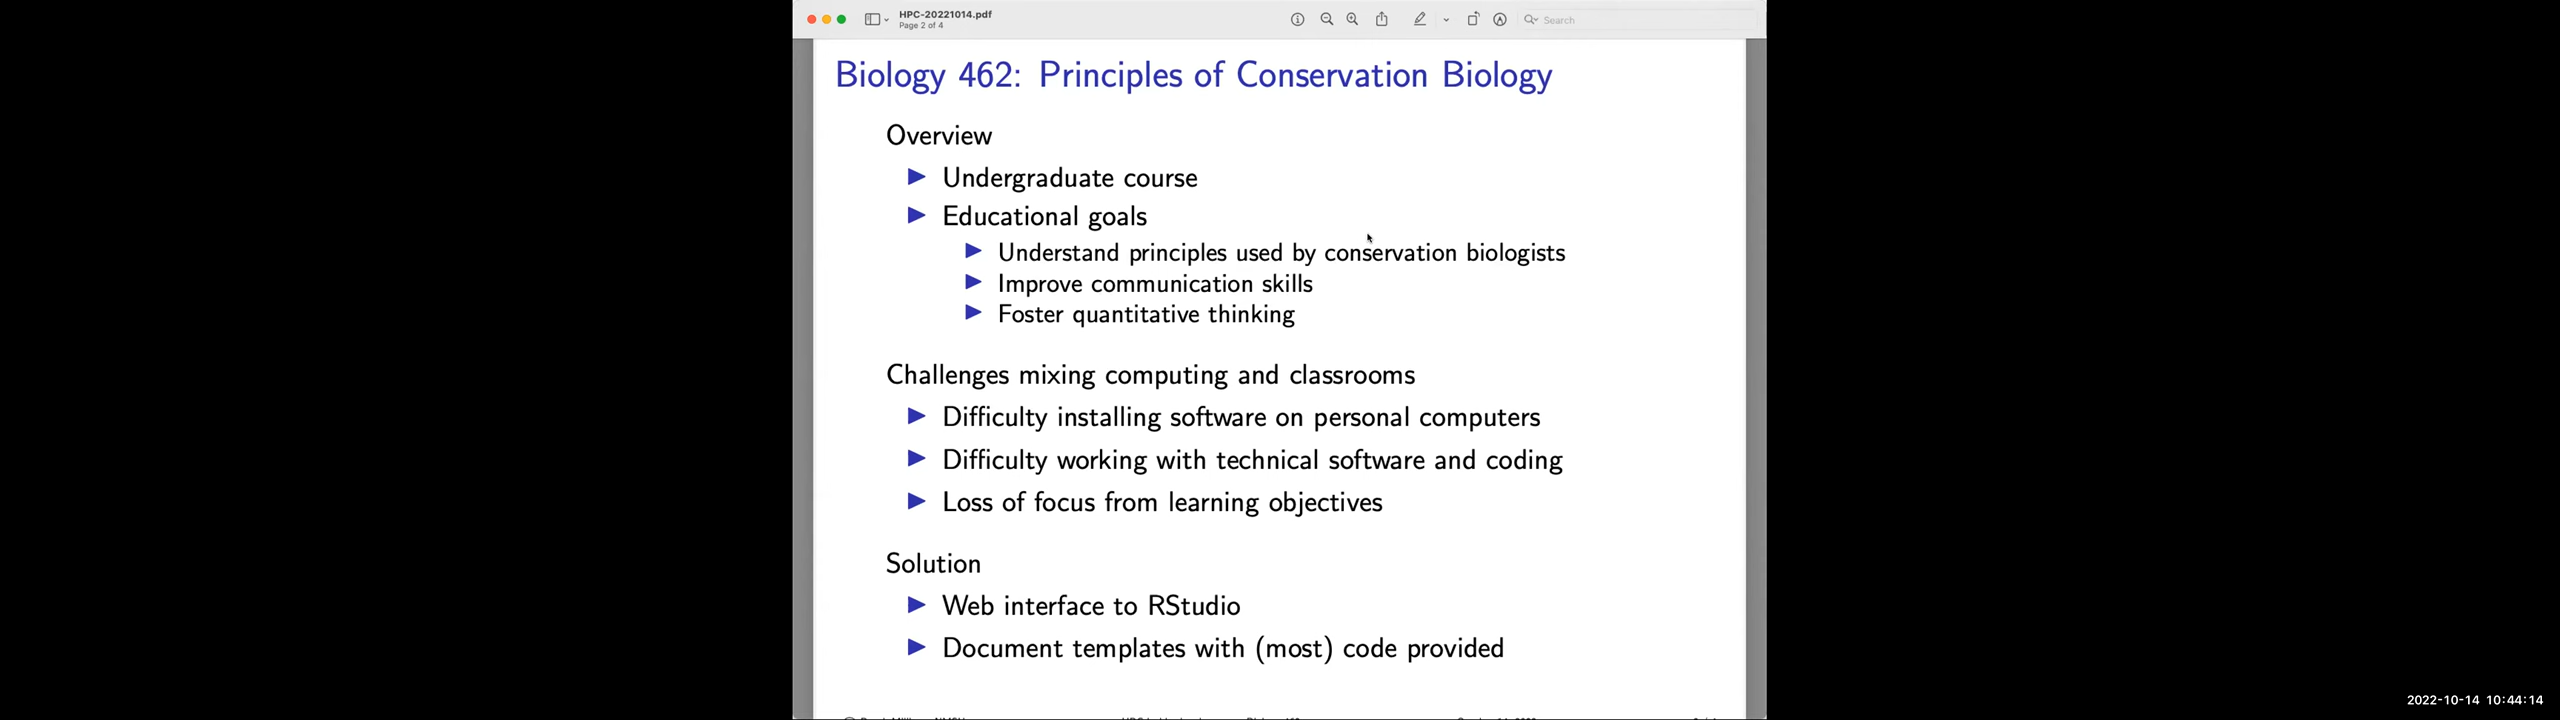 HPC-20221014.pdf
Page 2 of 4
Search
Biology 462: Principles of Conservation Biology
Overview
Undergraduate course
Educational goals
Understand principles used by conservation biologists
Improve communication skills
Foster quantitative thinking
Challenges mixing computing and classrooms
Difficulty installing software on personal computers
Difficulty working with technical software and coding
Loss of focus from learning objectives
Solution
Web interface to RStudio
Document templates with (most) code provided
2022-10-14 10:44:14